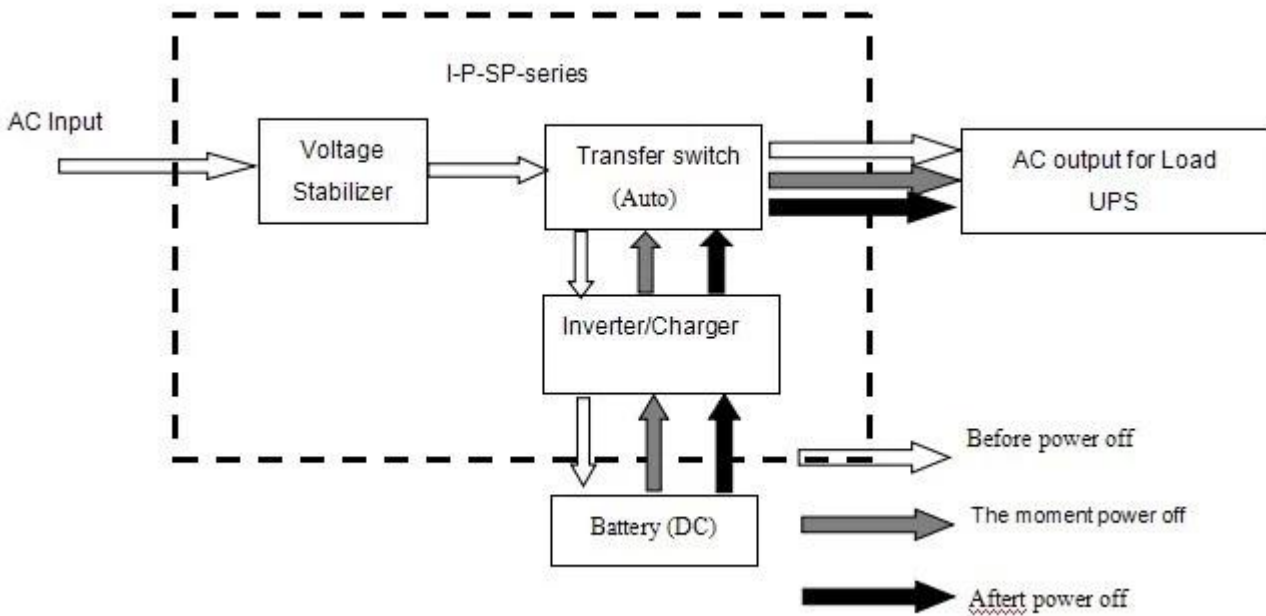 I-P-SP-series
AC Input
Voltage
Stabilizer
Transfer switch
(Auto)
AC output for Load
UPS
Inverter/Charger
Battery (DC)
Before power off
The moment power off
Aftert power off